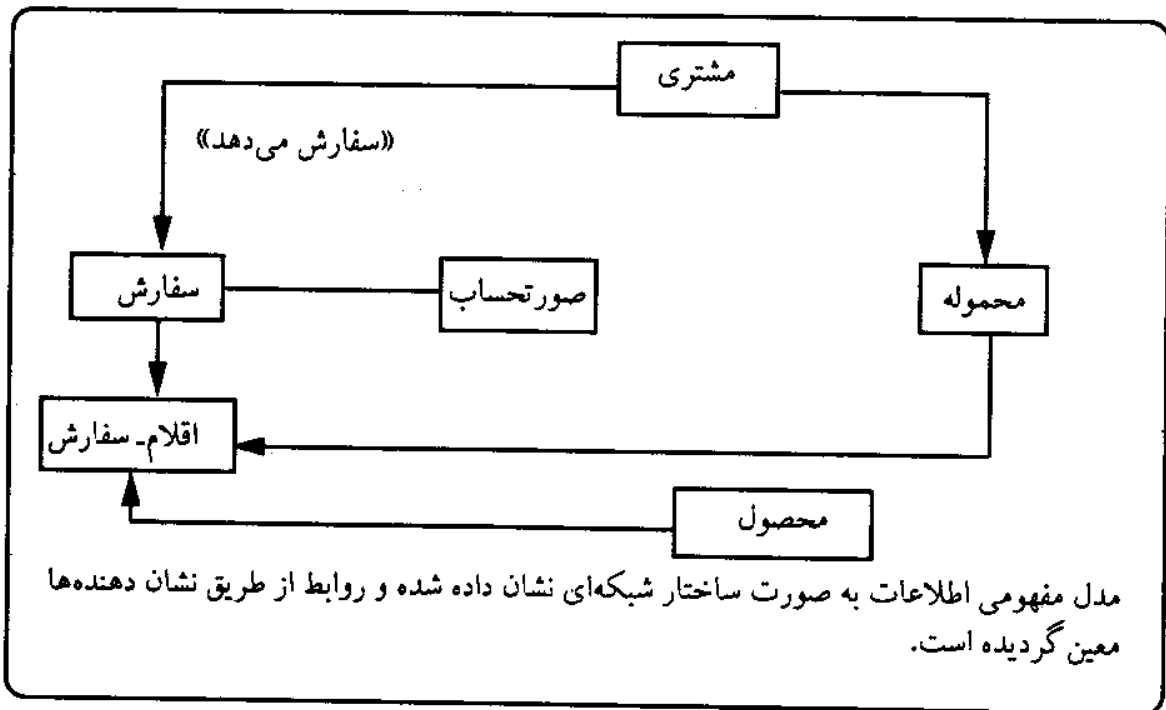 مشتری
«سفارش می‌دهد»
سفارش
صورتحساب
محموله
اقلام-سفارش
محصول
مدل مفهومی اطلاعات به صورت ساختار شبکه‌ای نشان داده شده و روابط از طریق نشان دهنده‌ها
معین گردیده است.